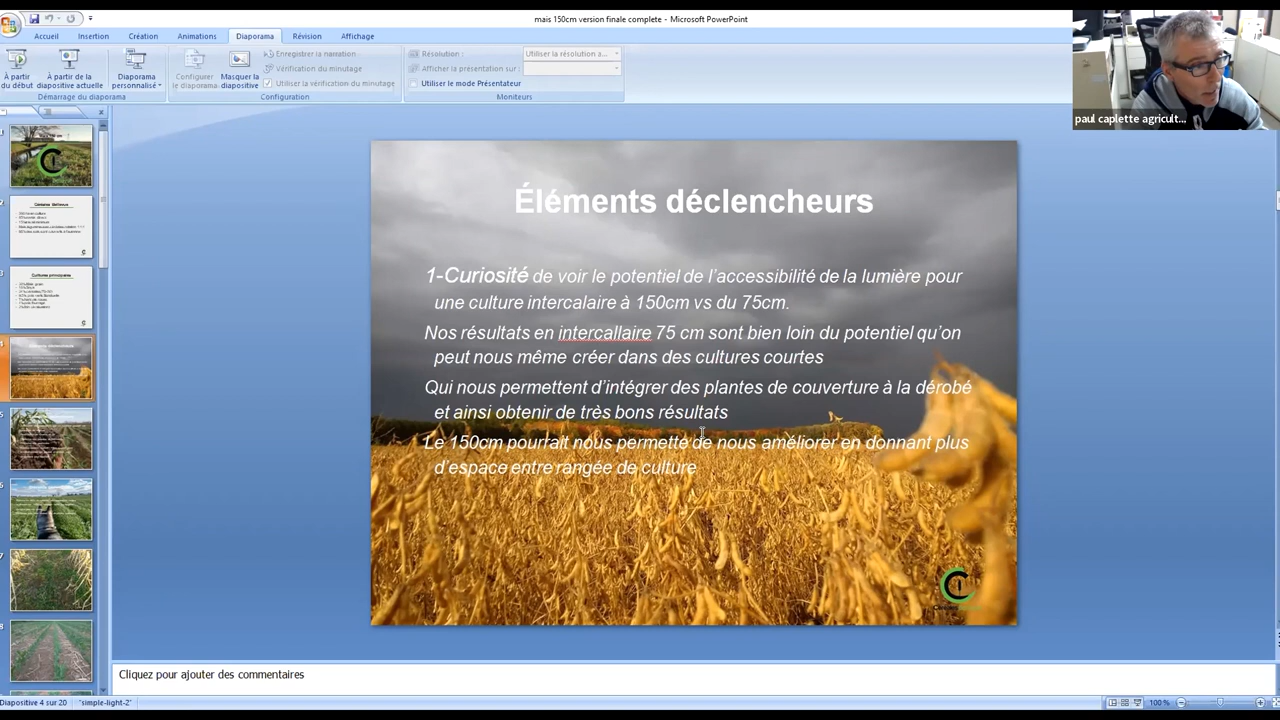 mais 150cm version finale complete - Microsoft PowerPoint
Accueil Insertion Création Animations Diaporama Révision Affichage
À partir du début
À partir de la diapositive actuelle
Diaporama personnalisé
Démarrage du diaporama
Configurer le diaporama
Masquer la diapositive
Enregistrer la narration
Vérification du minutage
Utiliser la vérification du minutage
Configuration
Résolution : Utiliser la résolution a...
Afficher la présentation sur :
Utiliser le mode Présentateur
Moniteurs
paul caplette agricult...
Éléments déclencheurs
1-Curiosité de voir le potentiel de l'accessibilité de la lumière pour
une culture intercalaire à 150cm vs du 75cm.
Nos résultats en intercallaire 75 cm sont bien loin du potentiel qu'on
peut nous même créer dans des cultures courtes
Qui nous permettent d'intégrer des plantes de couverture à la dérobé
et ainsi obtenir de très bons résultats
Le 150cm pourrait nous permette de nous améliorer en donnant plus
d'espace entre rangée de culture
Cliquez pour ajouter des commentaires
Diapositive 4 sur 20 "simple-light-2" 100 %